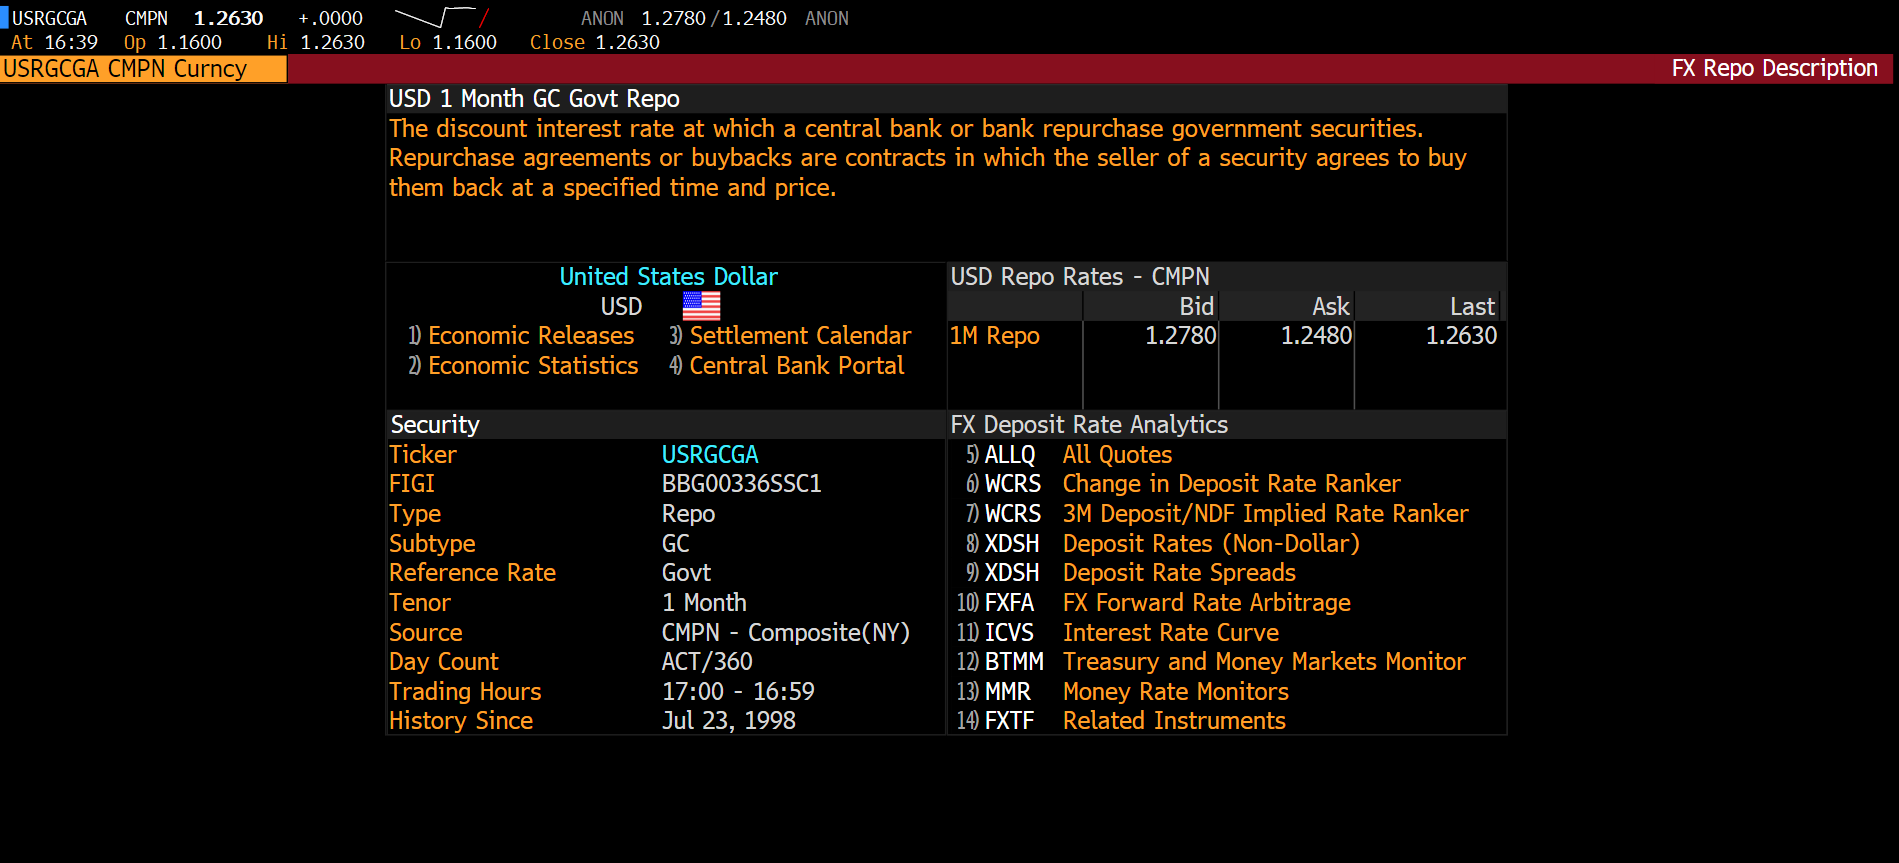 USRGCGA CMPN 1.2630 +.0000 ANON 1.2780/1.2480 ANON
At 16:39 Op 1.1600 Hi 1.2630 Lo 1.1600 Close 1.2630
USRGCGA CMPN Curncy FX Repo Description
USD 1 Month GC Govt Repo
The discount interest rate at which a central bank or bank repurchase government securities.
Repurchase agreements or buybacks are contracts in which the seller of a security agrees to buy
them back at a specified time and price.
United States Dollar
USD
1) Economic Releases 3) Settlement Calendar
2) Economic Statistics 4) Central Bank Portal
USD Repo Rates - CMPN
Bid Ask Last
1M Repo 1.2780 1.2480 1.2630
Security
Ticker USRGCGA
FIGI BBG00336SSC1
Type Repo
Subtype GC
Reference Rate Govt
Tenor 1 Month
Source CMPN - Composite(NY)
Day Count ACT/360
Trading Hours 17:00 - 16:59
History Since Jul 23, 1998
FX Deposit Rate Analytics
5) ALLQ All Quotes
6) WCRS Change in Deposit Rate Ranker
7) WCRS 3M Deposit/NDF Implied Rate Ranker
8) XDSH Deposit Rates (Non-Dollar)
9) XDSH Deposit Rate Spreads
10) FXFA FX Forward Rate Arbitrage
11) ICVS Interest Rate Curve
12) BTMM Treasury and Money Markets Monitor
13) MMR Money Rate Monitors
14) FXTF Related Instruments